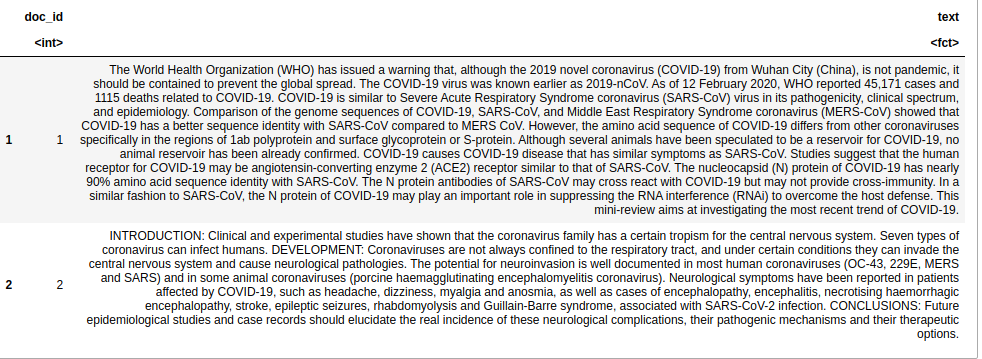 doc_id text
<int> <fct>
The World Health Organization (WHO) has issued a warning that, although the 2019 novel coronavirus (COVID-19) from Wuhan City (China), is not pandemic, it
should be contained to prevent the global spread. The COVID-19 virus was known earlier as 2019-nCoV. As of 12 February 2020, WHO reported 45,171 cases and
1115 deaths related to COVID-19. COVID-19 is similar to Severe Acute Respiratory Syndrome coronavirus (SARS-CoV) virus in its pathogenicity, clinical spectrum,
and epidemiology. Comparison of the genome sequences of COVID-19, SARS-CoV, and Middle East Respiratory Syndrome coronavirus (MERS-CoV) showed that
COVID-19 has a better sequence identity with SARS-CoV compared to MERS CoV. However, the amino acid sequence of COVID-19 differs from other coronaviruses
1 1 specifically in the regions of 1ab polyprotein and surface glycoprotein or S-protein. Although several animals have been speculated to be a reservoir for COVID-19, no
animal reservoir has been already confirmed. COVID-19 causes COVID-19 disease that has similar symptoms as SARS-CoV. Studies suggest that the human
receptor for COVID-19 may be angiotensin-converting enzyme 2 (ACE2) receptor similar to that of SARS-CoV. The nucleocapsid (N) protein of COVID-19 has nearly
90% amino acid sequence identity with SARS-CoV. The N protein antibodies of SARS-CoV may cross react with COVID-19 but may not provide cross-immunity. In a
similar fashion to SARS-CoV, the N protein of COVID-19 may play an important role in suppressing the RNA interference (RNAi) to overcome the host defense. This
mini-review aims at investigating the most recent trend of COVID-19.
INTRODUCTION: Clinical and experimental studies have shown that the coronavirus family has a certain tropism for the central nervous system. Seven types of
coronavirus can infect humans. DEVELOPMENT: Coronaviruses are not always confined to the respiratory tract, and under certain conditions they can invade the
central nervous system and cause neurological pathologies. The potential for neuroinvasion is well documented in most human coronaviruses (OC-43, 229E, MERS
2 2 and SARS) and in some animal coronaviruses (porcine haemagglutinating encephalomyelitis coronavirus). Neurological symptoms have been reported in patients
affected by COVID-19, such as headache, dizziness, myalgia and anosmia, as well as cases of encephalopathy, encephalitis, necrotising haemorrhagic
encephalopathy, stroke, epileptic seizures, rhabdomyolysis and Guillain-Barre syndrome, associated with SARS-CoV-2 infection. CONCLUSIONS: Future
epidemiological studies and case records should elucidate the real incidence of these neurological complications, their pathogenic mechanisms and their therapeutic
options.